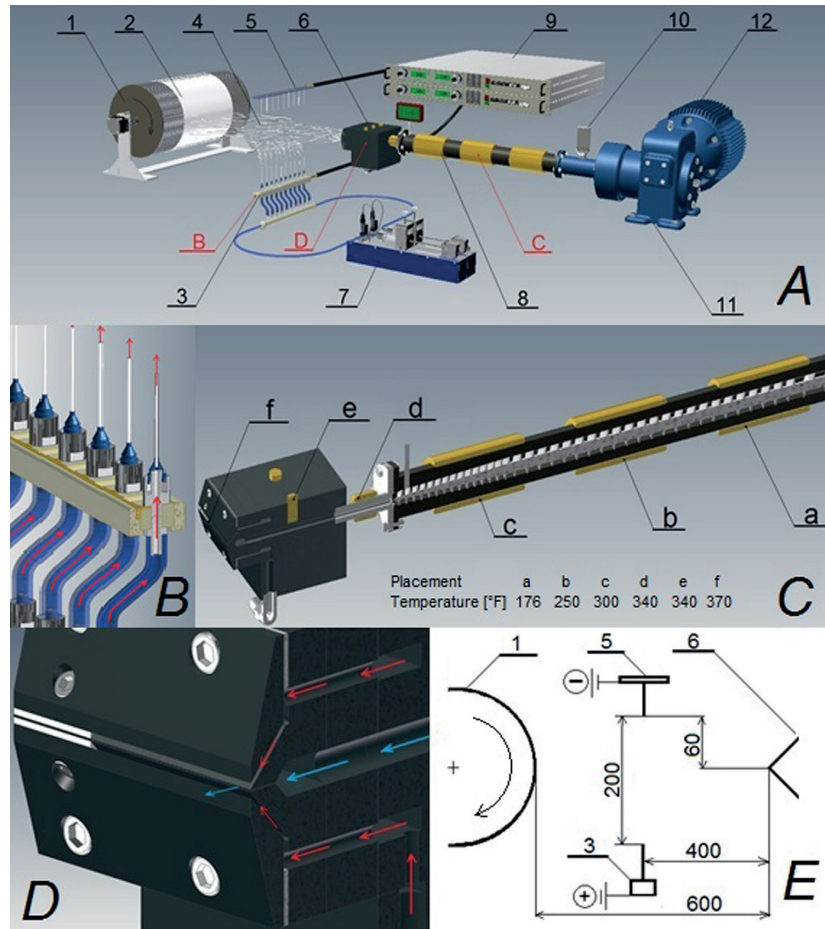 1 2 4 5 6 9 10 12
B D C
3 7 8 11
A
f e d
c b a
Placement a b c d e f
Temperature [°F] 176 250 300 340 340 370
B
C
1 5 6
−
60
200
3
400
+
600
D
E